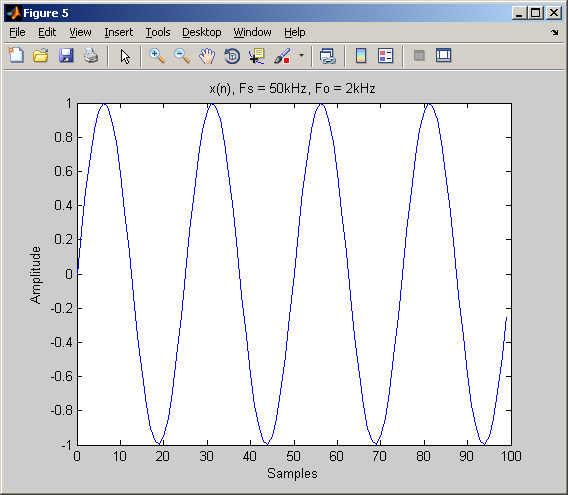 Figure 5
File Edit View Insert Tools Desktop Window Help
x(n), Fs = 50kHz, Fo = 2kHz
1
0.8
0.6
0.4
0.2
0
-0.2
-0.4
-0.6
-0.8
-1
Amplitude
0 10 20 30 40 50 60 70 80 90 100
Samples